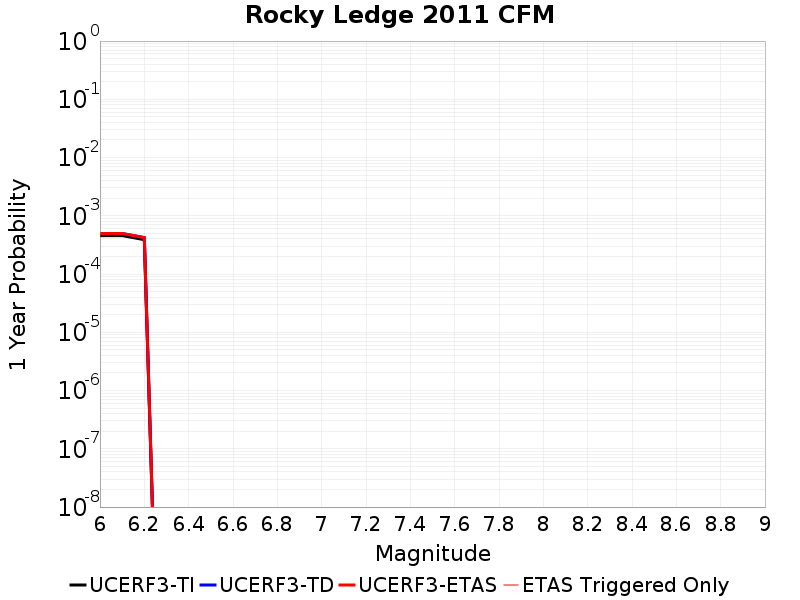 Rocky Ledge 2011 CFM
1 Year Probability
10^0
10^-1
10^-2
10^-3
10^-4
10^-5
10^-6
10^-7
10^-8
6 6.2 6.4 6.6 6.8 7 7.2 7.4 7.6 7.8 8 8.2 8.4 8.6 8.8 9
Magnitude
UCERF3-TI UCERF3-TD UCERF3-ETAS ETAS Triggered Only